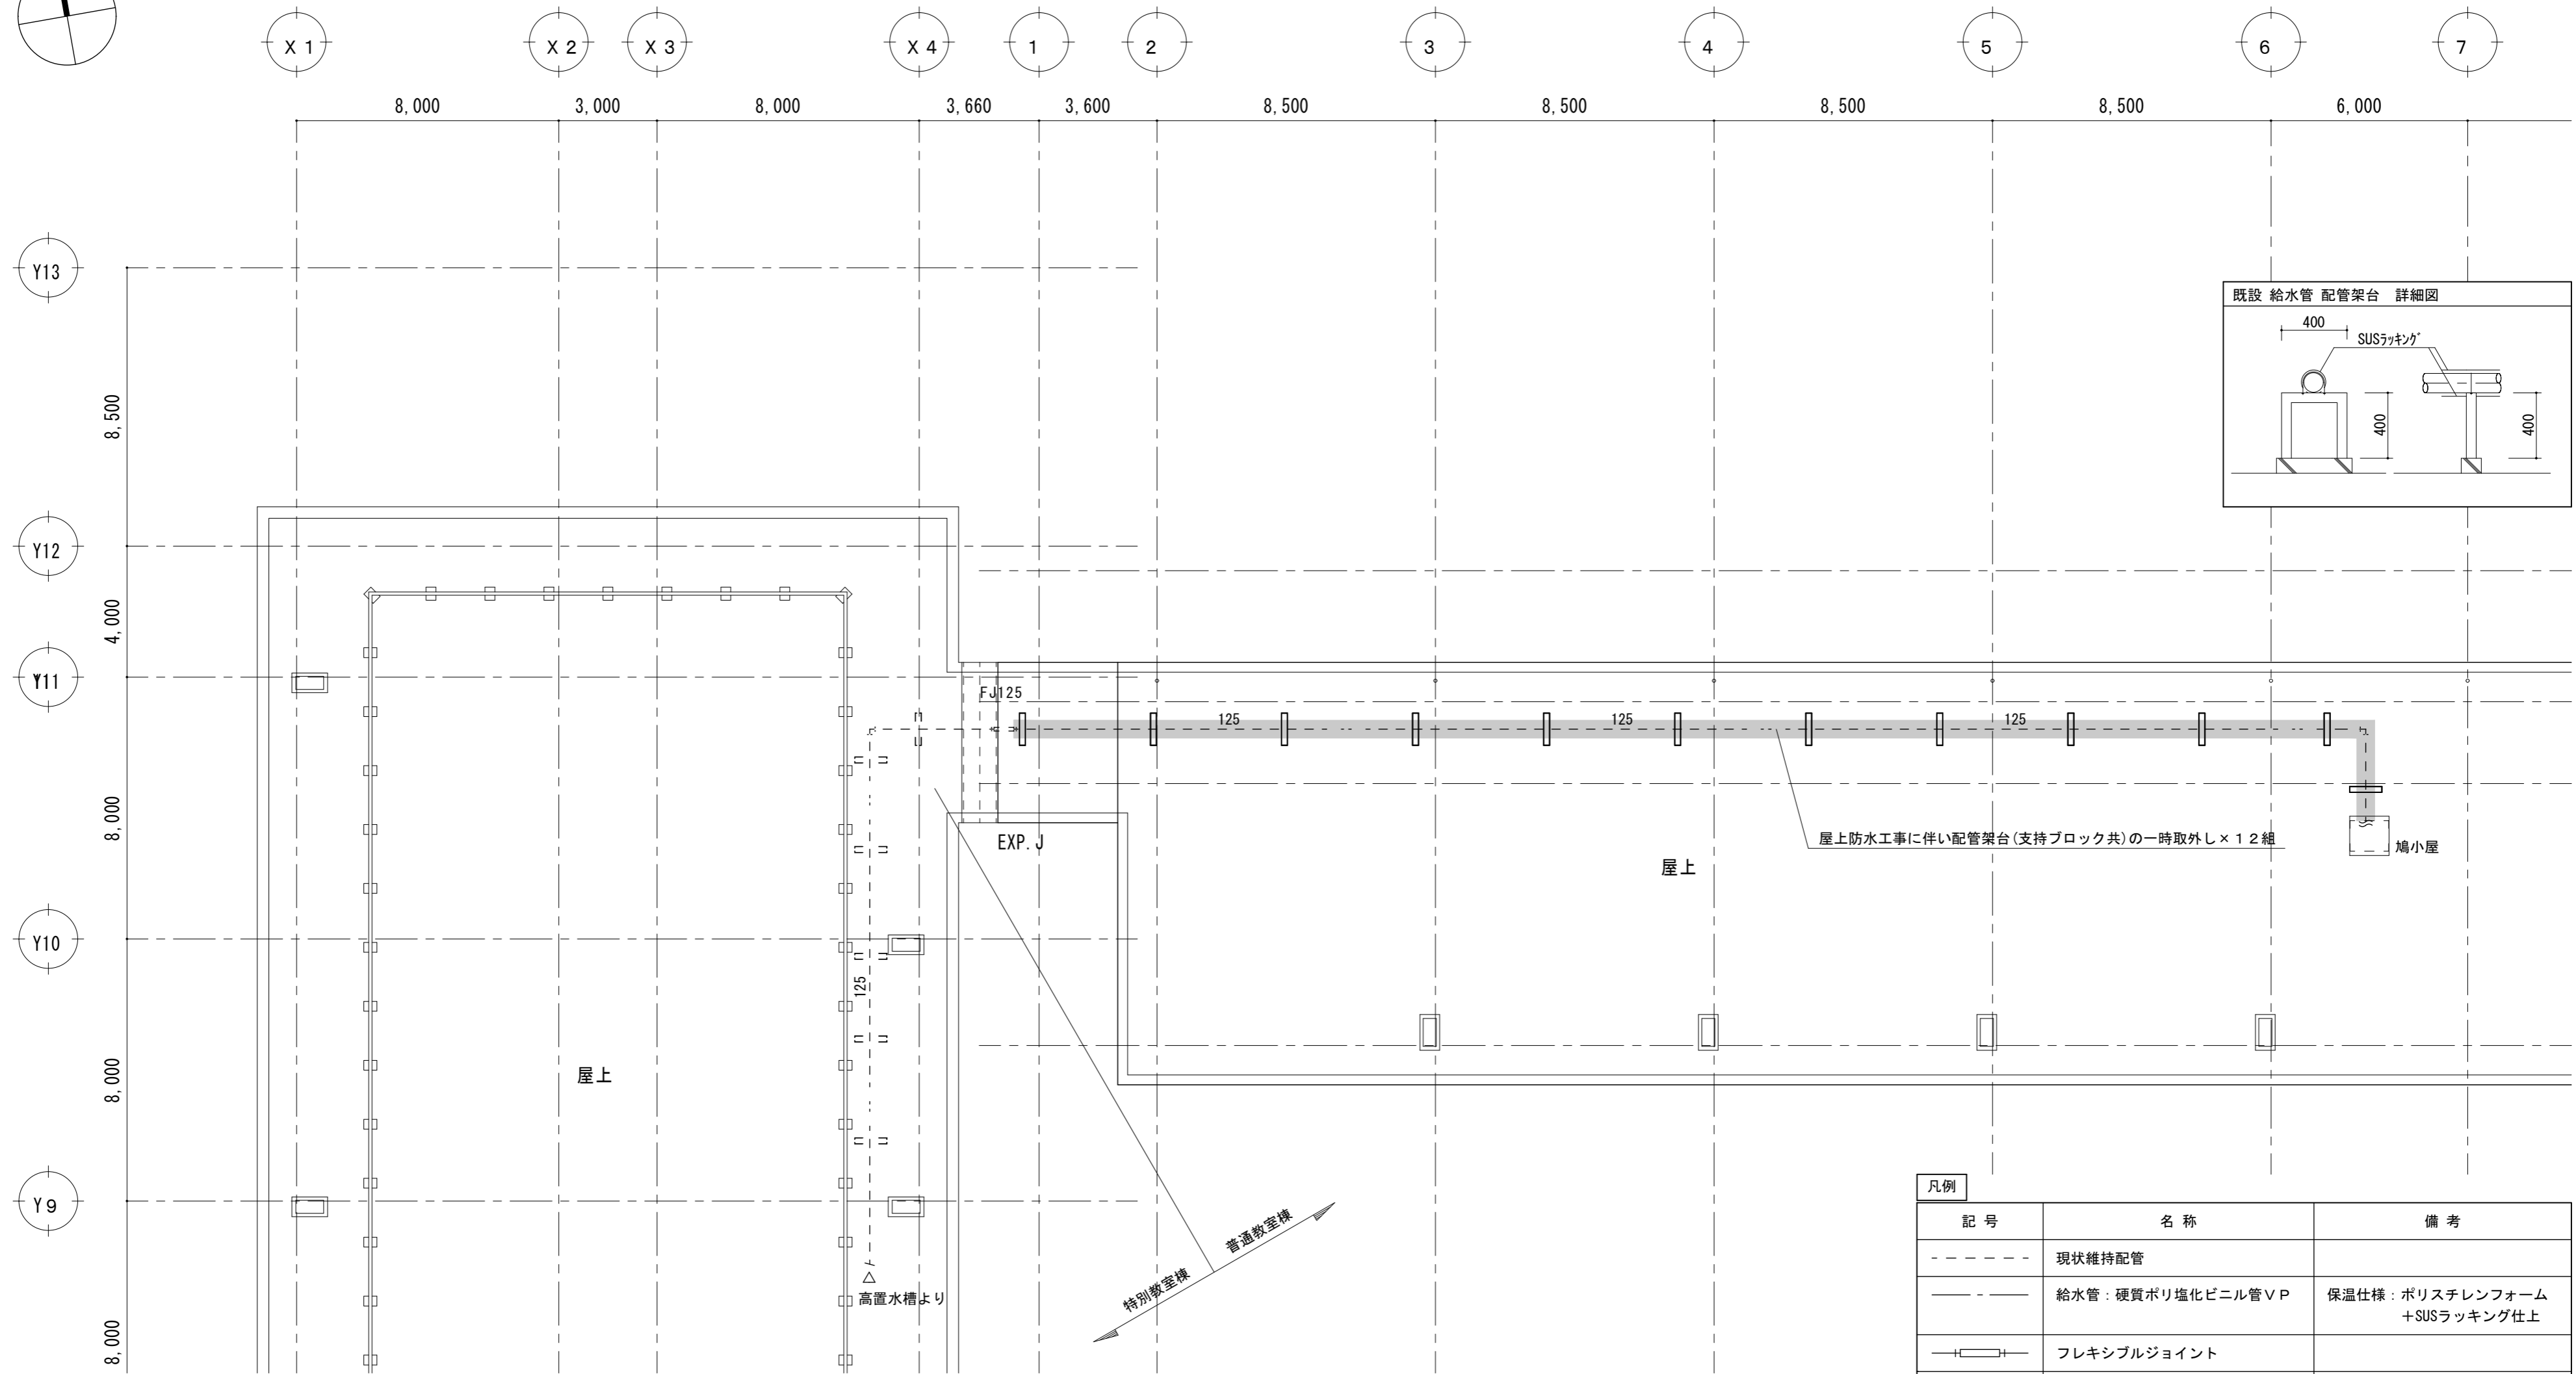 X 1
X 2
X 3
X 4
1
2
3
4
5
6
7
8,000
3,000
8,000
3,660
3,600
8,500
8,500
8,500
8,500
6,000
Y13
8,500
Y12
4,000
Y11
8,000
Y10
8,000
Y9
8,000
既設 給水管 配管架台 詳細図
400
SUSラッキング
400
400
FJ125
125
125
125
EXP. J
屋上防水工事に伴い配管架台(支持ブロック共)の一時取外し×12組
屋上
鳩小屋
125
屋上
高置水槽より
普通教室棟
特別教室棟
凡例
記 号
名 称
備 考
現状維持配管
給水管：硬質ポリ塩化ビニル管VP
保温仕様：ポリスチレンフォーム
+SUSラッキング仕上
フレキシブルジョイント